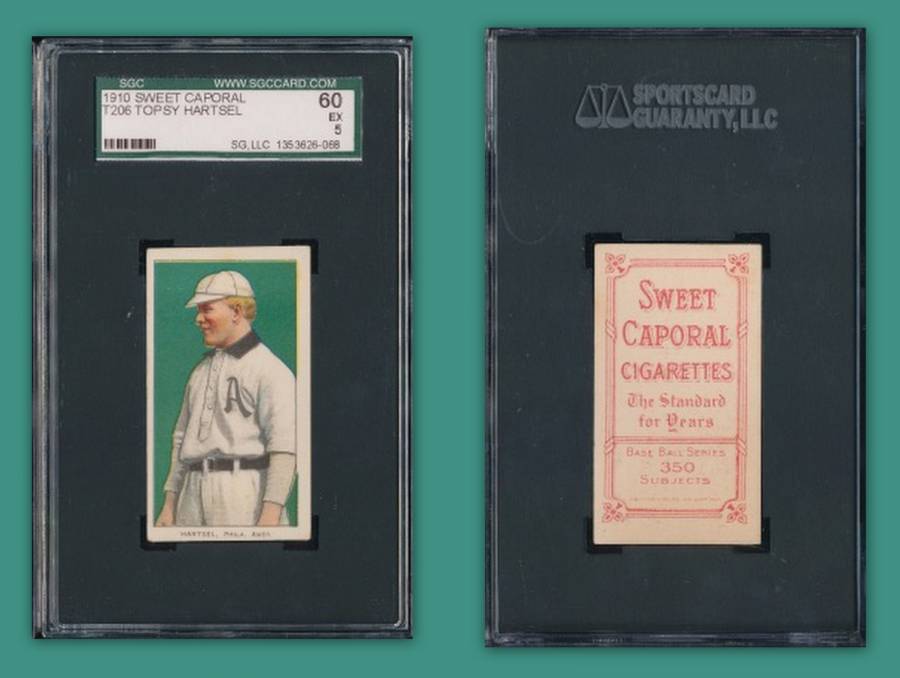 SGC WWW.SGCCARD.COM
1910 SWEET CAPORAL 60
T206 TOPSY HARTSEL EX
5
SG, LLC 1353626-068
HARTSEL, PHILA. AMER.
SPORTSCARD
GUARANTY, LLC
SWEET
CAPORAL
CIGARETTES
The Standard
for Years
BASE BALL SERIES
350
SUBJECTS